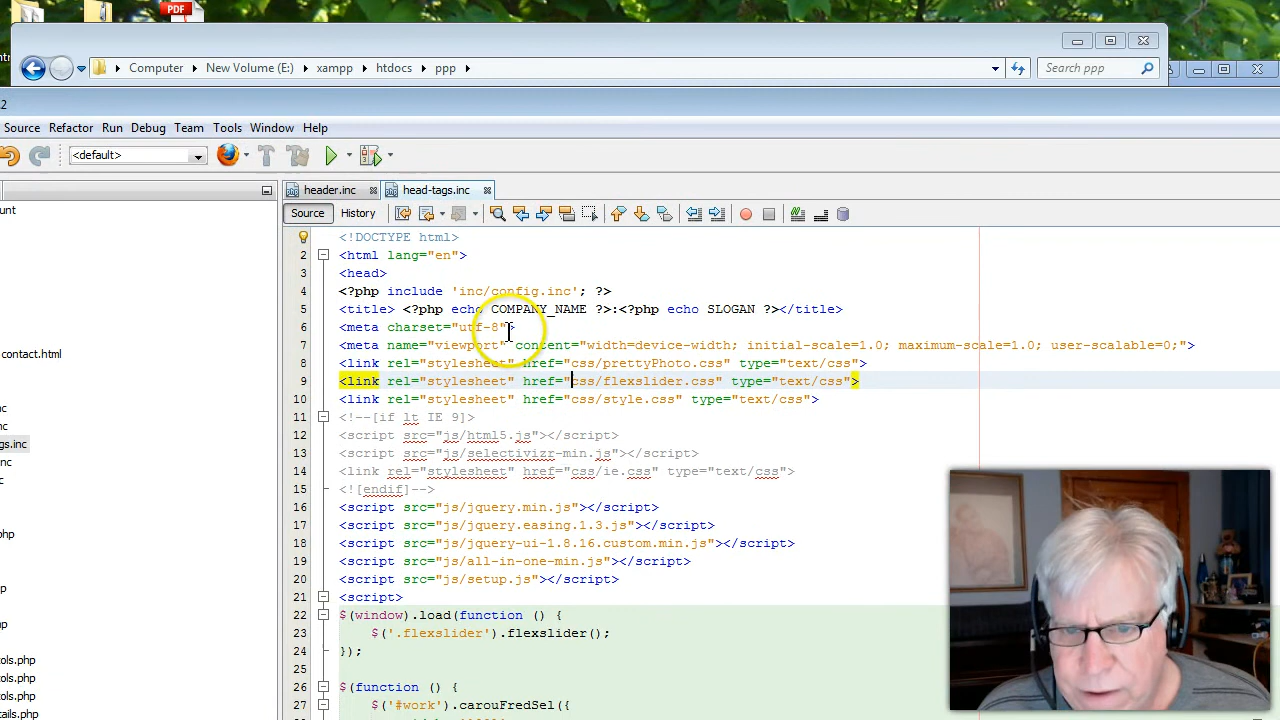 PDF
Computer New Volume (E:) xampp htdocs ppp Search ppp
2
Source Refactor Run Debug Team Tools Window Help
<default>
header.inc head-tags.inc
Source History
ount
contact.html
nc
nc
gs.inc
nc
c
php
p
php
p
ols.php
ols.php
ols.php
details.php
<!DOCTYPE html>
2 <html lang="en">
3 <head>
4 <?php include 'inc/config.inc'; ?>
5 <title> <?php echo COMPANY_NAME ?>:<?php echo SLOGAN ?></title>
6 <meta charset="utf-8">
7 <meta name="viewport" content="width=device-width; initial-scale=1.0; maximum-scale=1.0; user-scalable=0;">
8 <link rel="stylesheet" href="css/prettyPhoto.css" type="text/css">
9 <link rel="stylesheet" href="css/flexslider.css" type="text/css">
10 <link rel="stylesheet" href="css/style.css" type="text/css">
11 <!--[if lt IE 9]>
12 <script src="js/html5.js"></script>
13 <script src="js/selectivizr-min.js"></script>
14 <link rel="stylesheet" href="css/ie.css" type="text/css">
15 <![endif]-->
16 <script src="js/jquery.min.js"></script>
17 <script src="js/jquery.easing.1.3.js"></script>
18 <script src="js/jquery-ui-1.8.16.custom.min.js"></script>
19 <script src="js/all-in-one-min.js"></script>
20 <script src="js/setup.js"></script>
21 <script>
22 $(window).load(function () {
23 $('.flexslider').flexslider();
24 });
26 $(function () {
27 $('#work').carouFredSel({